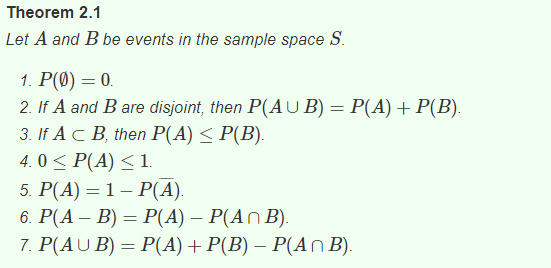 Theorem 2.1
Let A and B be events in the sample space S.
1. P(∅) = 0.
2. If A and B are disjoint, then P(A ∪ B) = P(A) + P(B).
3. If A ⊂ B, then P(A) ≤ P(B).
4. 0 ≤ P(A) ≤ 1.
5. P(A) = 1 − P(A̅).
6. P(A − B) = P(A) − P(A ∩ B).
7. P(A ∪ B) = P(A) + P(B) − P(A ∩ B).